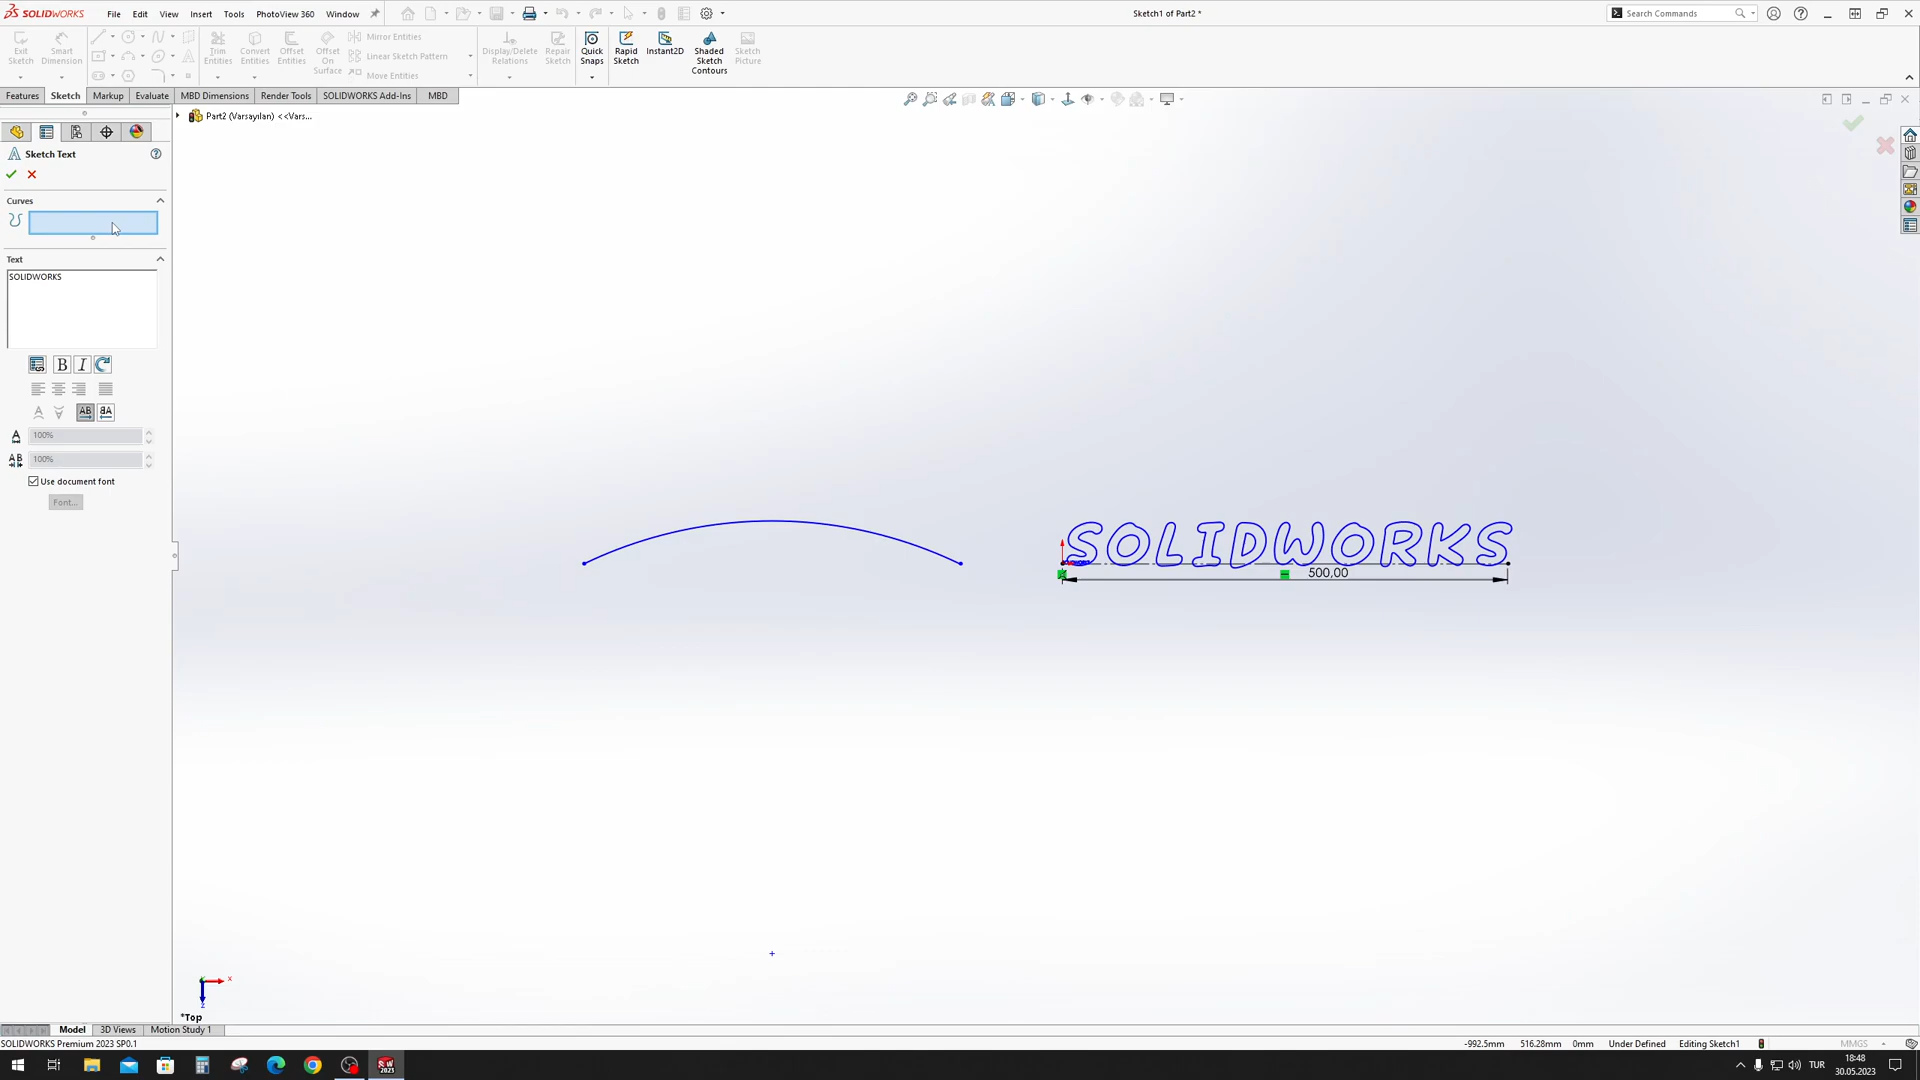 SOLIDWORKS File Edit View Insert Tools PhotoView 360 Window
Sketch1 of Part2 *
Search Commands
Exit Sketch
Smart Dimension
Trim Entities
Convert Entities
Offset Entities
Offset On Surface
Mirror Entities
Linear Sketch Pattern
Move Entities
Display/Delete Relations
Repair Sketch
Quick Snaps
Rapid Sketch
Instant2D
Shaded Sketch Contours
Sketch Picture
Features Sketch Markup Evaluate MBD Dimensions Render Tools SOLIDWORKS Add-Ins MBD
Part2 (Varsayılan) <<Vars...
Sketch Text
Curves
Text
SOLIDWORKS
B I
AB
100%
AB
100%
Use document font
Font...
SOLIDWORKS
500,00
x
*Top
Model 3D Views Motion Study 1
SOLIDWORKS Premium 2023 SP0.1
-992.5mm 516.28mm 0mm Under Defined Editing Sketch1 MMGS
TUR
18:48
30.05.2023